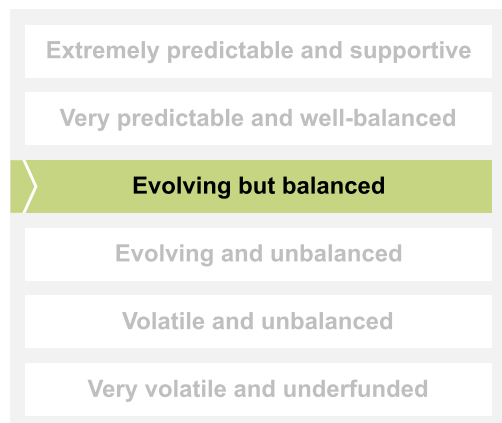 Extremely predictable and supportive
Very predictable and well-balanced
Evolving but balanced
Evolving and unbalanced
Volatile and unbalanced
Very volatile and underfunded